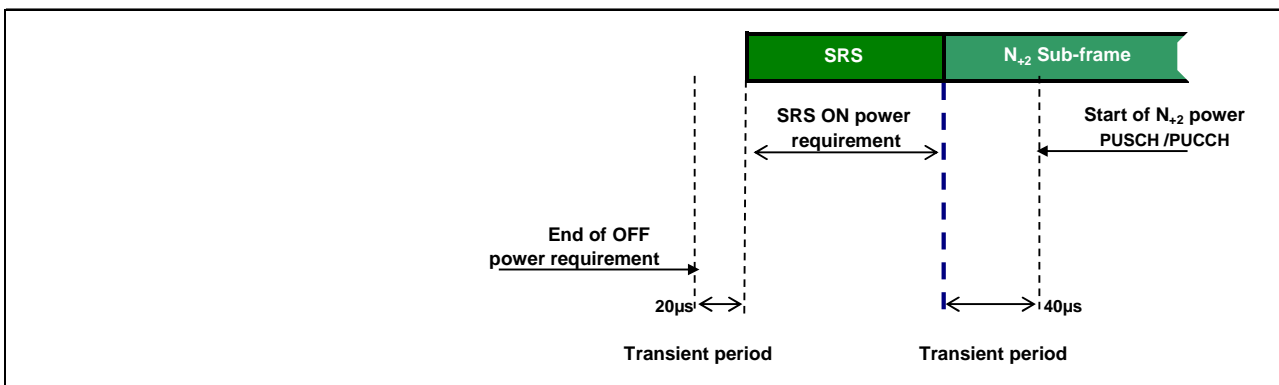 SRS
N+2 Sub-frame
SRS ON power
requirement
Start of N+2 power
PUSCH /PUCCH
End of OFF
power requirement
20µs
40µs
Transient period
Transient period